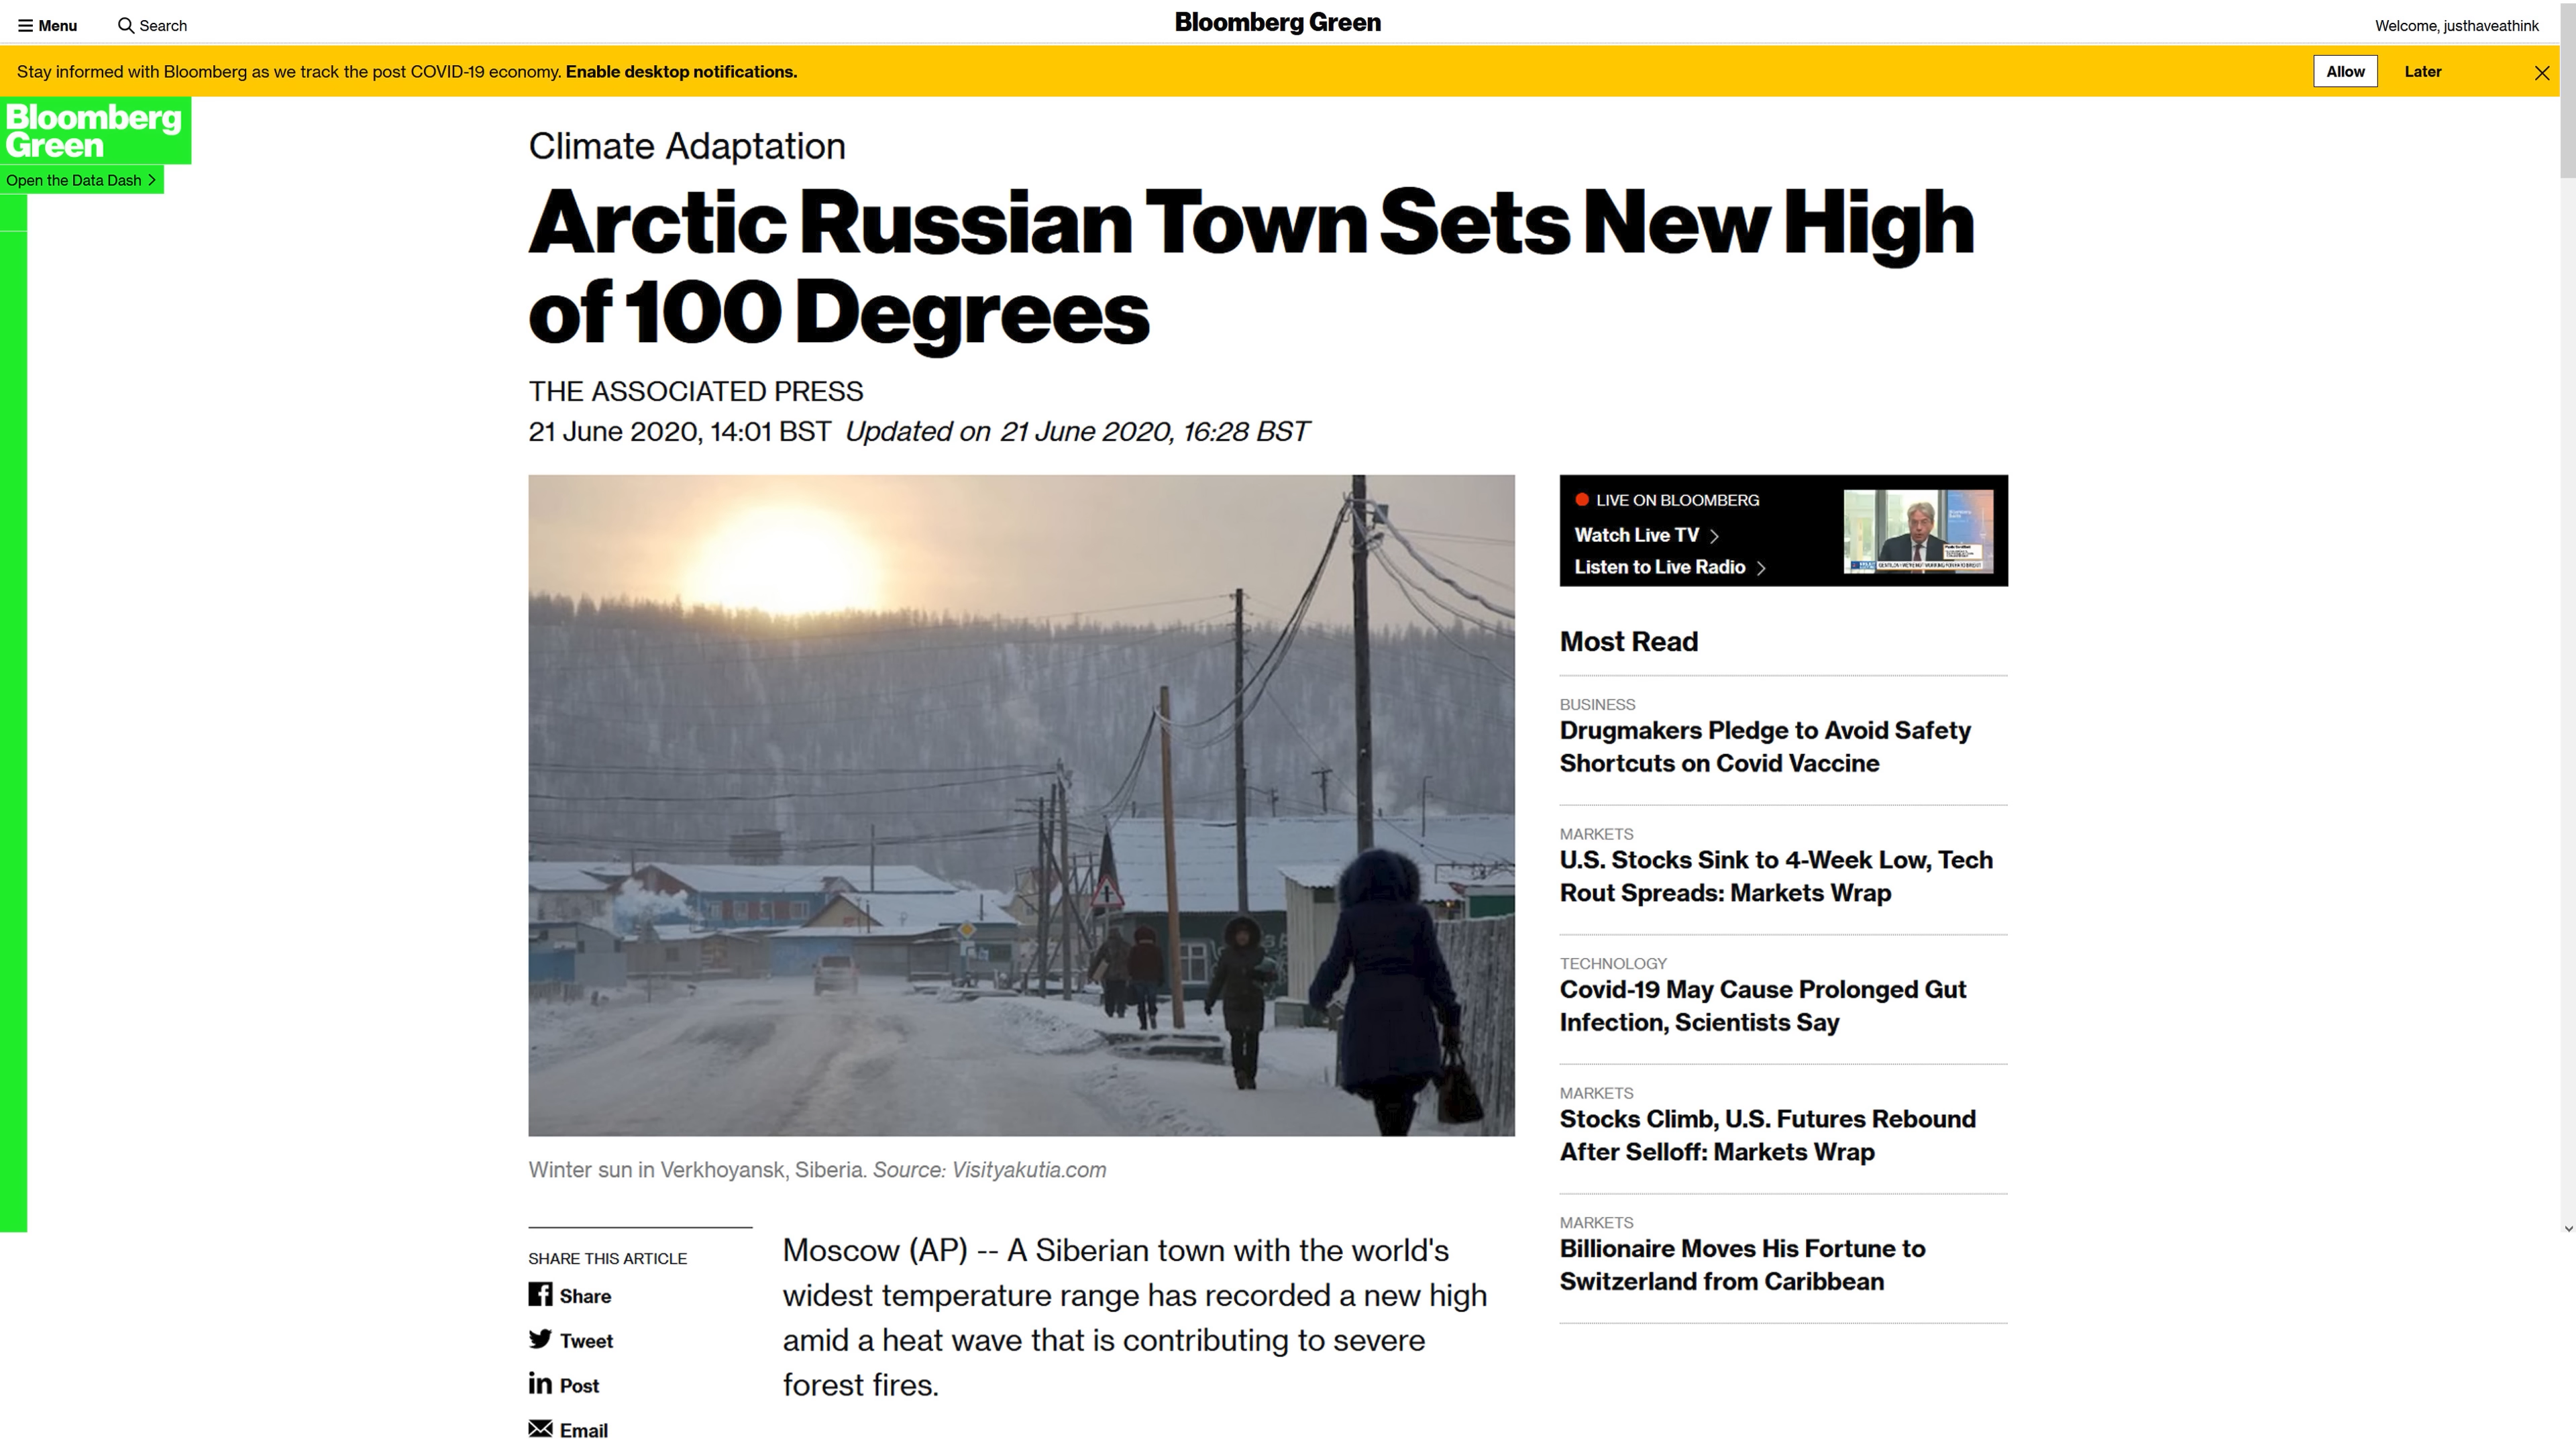 Menu
Search
Bloomberg Green
Welcome, justhaveathink
Stay informed with Bloomberg as we track the post COVID-19 economy. Enable desktop notifications.
Allow
Later
Bloomberg
Green
Open the Data Dash
Climate Adaptation
Arctic Russian Town Sets New High
of 100 Degrees
THE ASSOCIATED PRESS
21 June 2020, 14:01 BST Updated on 21 June 2020, 16:28 BST
Winter sun in Verkhoyansk, Siberia. Source: Visityakutia.com
SHARE THIS ARTICLE
Share
Tweet
Post
Email
Moscow (AP) -- A Siberian town with the world's
widest temperature range has recorded a new high
amid a heat wave that is contributing to severe
forest fires.
LIVE ON BLOOMBERG
Watch Live TV
Listen to Live Radio
Most Read
BUSINESS
Drugmakers Pledge to Avoid Safety
Shortcuts on Covid Vaccine
MARKETS
U.S. Stocks Sink to 4-Week Low, Tech
Rout Spreads: Markets Wrap
TECHNOLOGY
Covid-19 May Cause Prolonged Gut
Infection, Scientists Say
MARKETS
Stocks Climb, U.S. Futures Rebound
After Selloff: Markets Wrap
MARKETS
Billionaire Moves His Fortune to
Switzerland from Caribbean